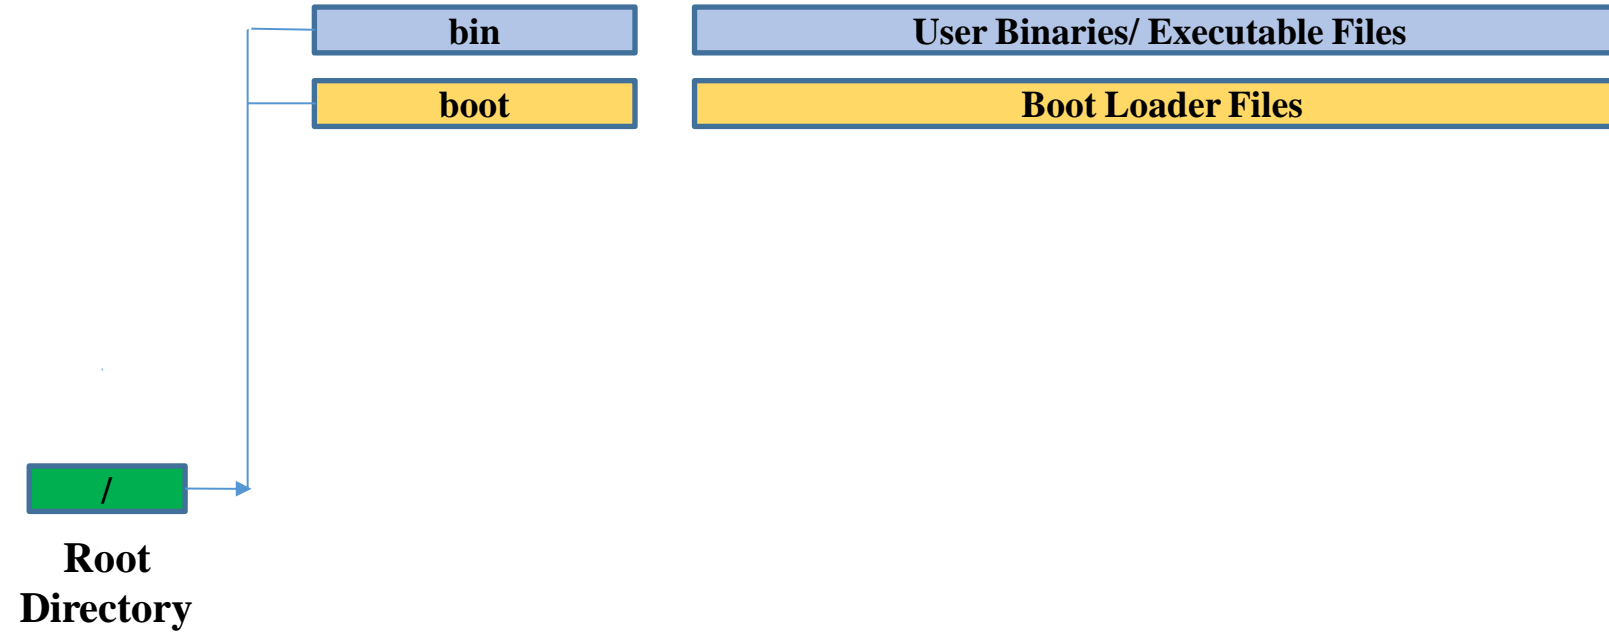 bin
User Binaries/ Executable Files
boot
Boot Loader Files
/
Root
Directory